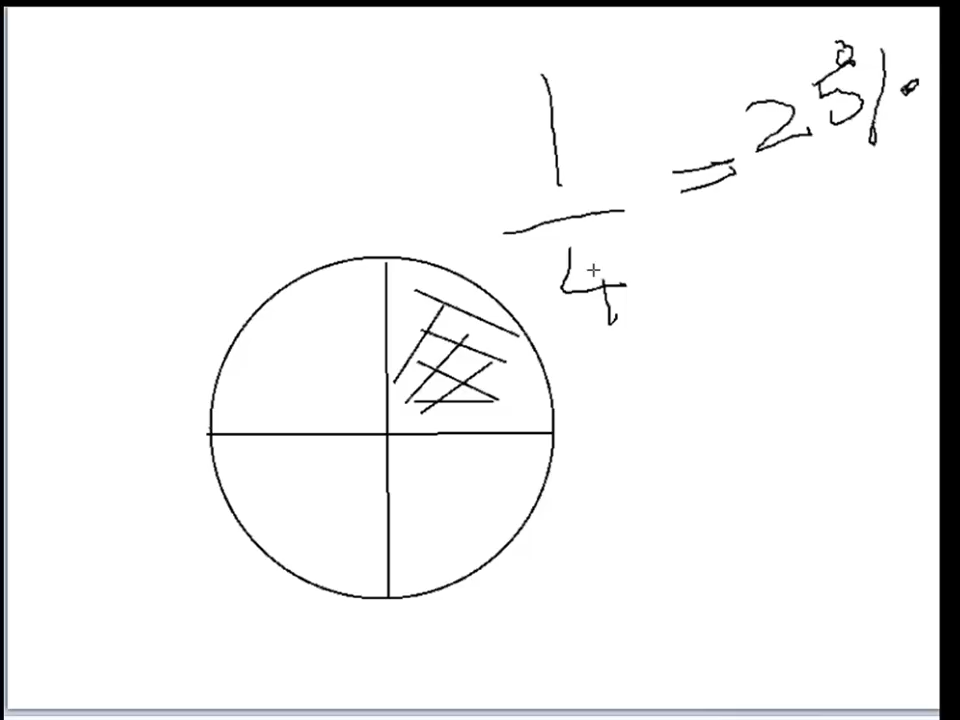 1/4 = 25%